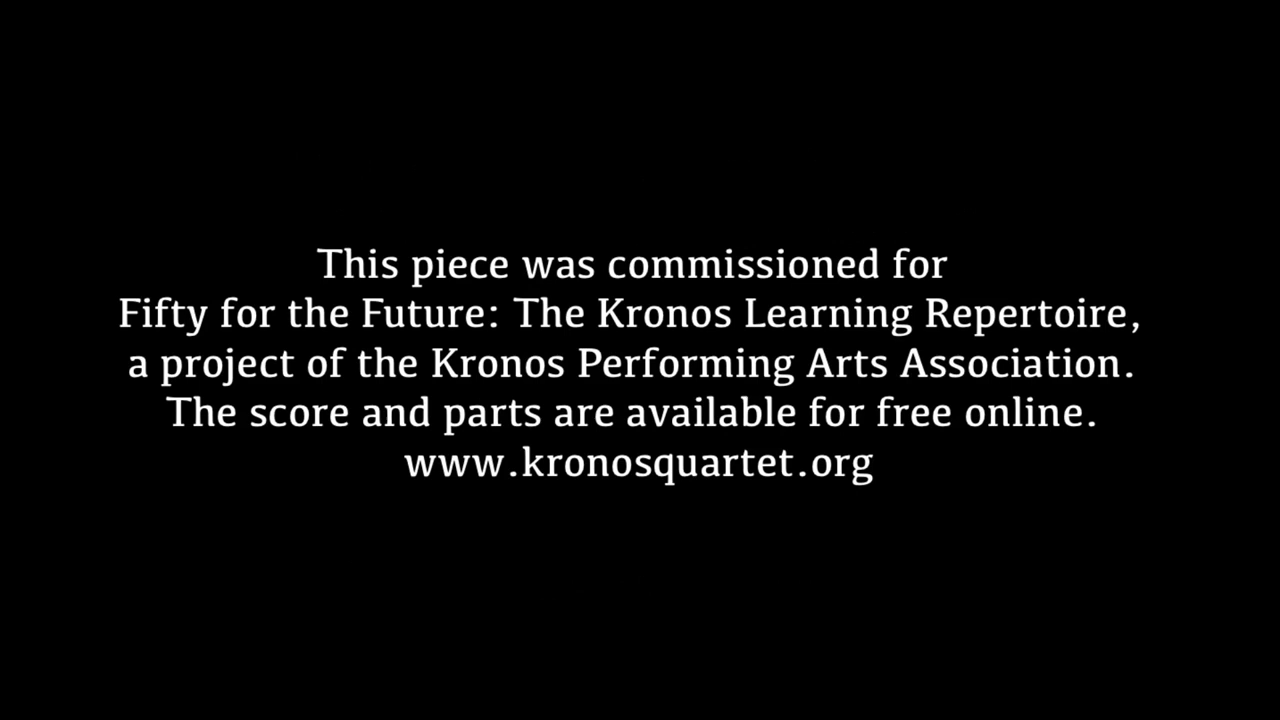 This piece was commissioned for
Fifty for the Future: The Kronos Learning Repertoire,
a project of the Kronos Performing Arts Association.
The score and parts are available for free online.
www.kronosquartet.org